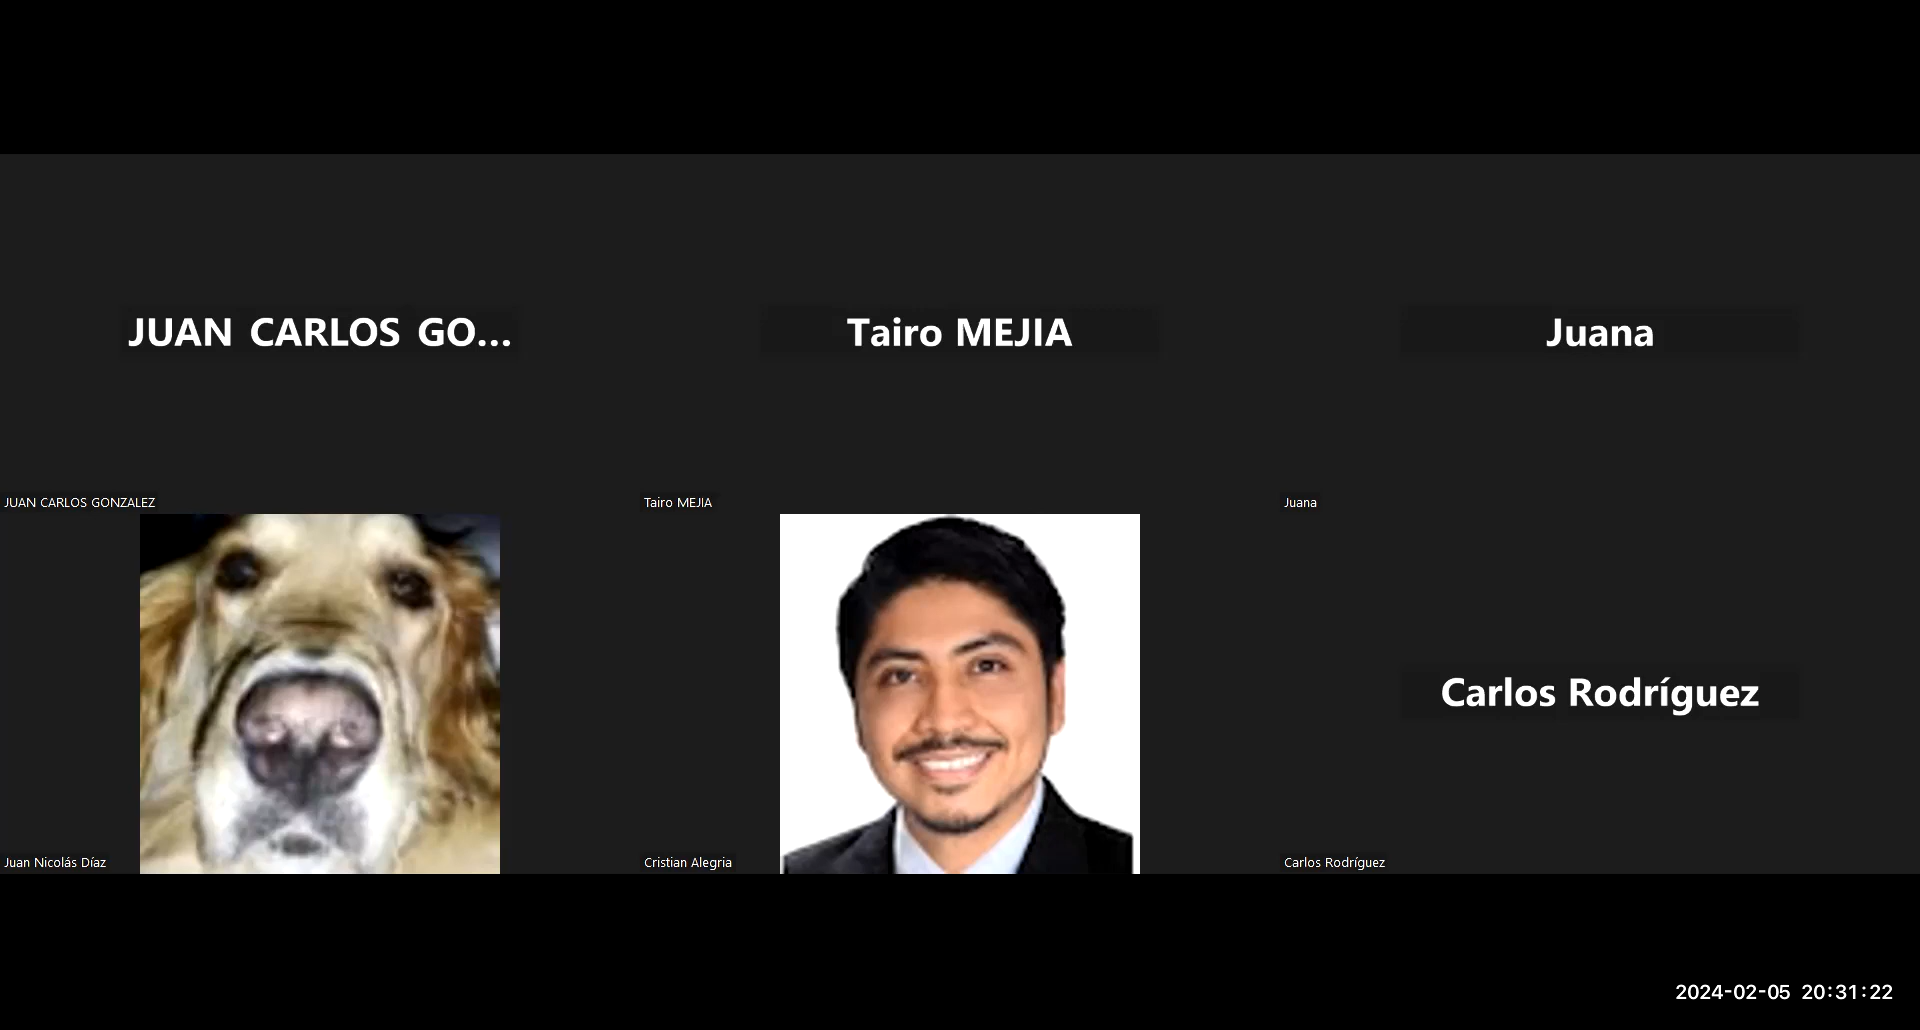 JUAN CARLOS GO...
Tairo MEJIA
Juana
JUAN CARLOS GONZALEZ
Tairo MEJIA
Juana
Carlos Rodríguez
Juan Nicolás Díaz
Cristian Alegria
Carlos Rodríguez
2024-02-05 20:31:22